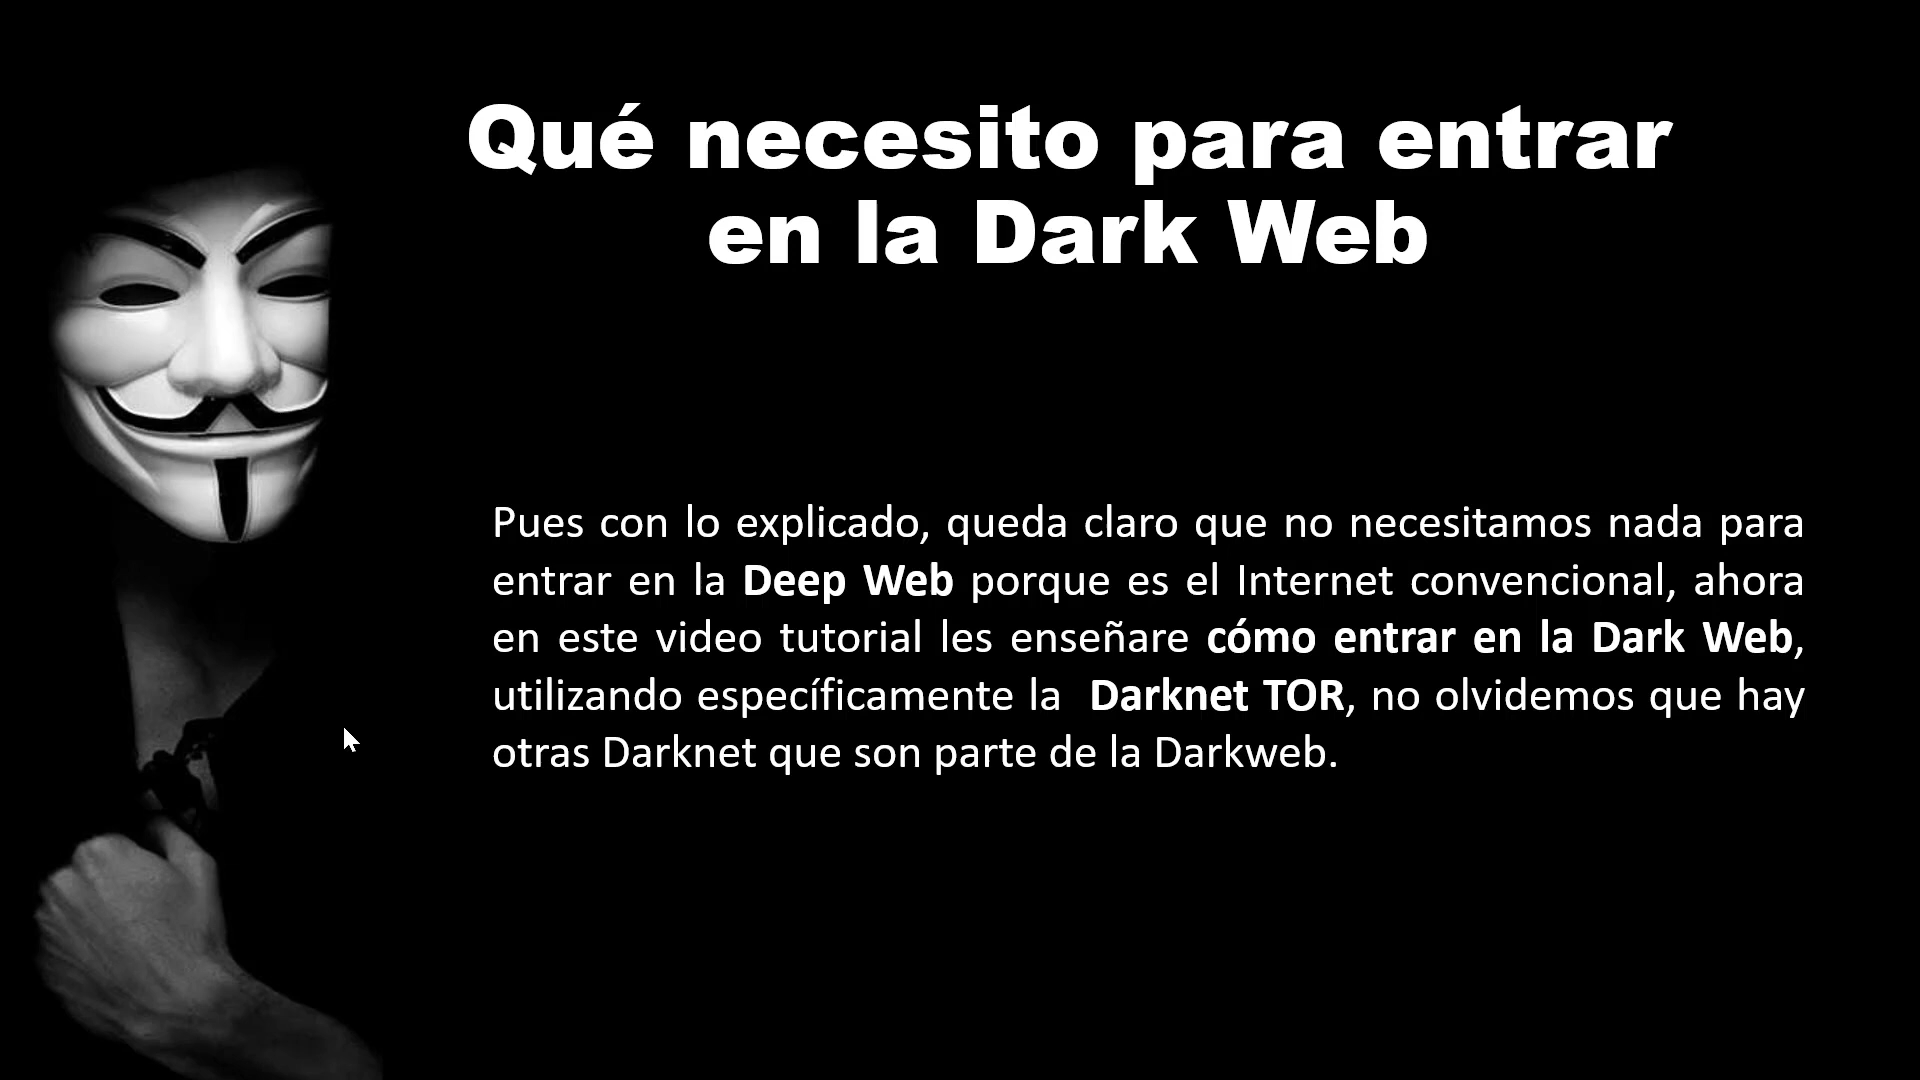 Qué necesito para entrar
en la Dark Web
Pues con lo explicado, queda claro que no necesitamos nada para
entrar en la Deep Web porque es el Internet convencional, ahora
en este video tutorial les enseñare cómo entrar en la Dark Web,
utilizando específicamente la Darknet TOR, no olvidemos que hay
otras Darknet que son parte de la Darkweb.